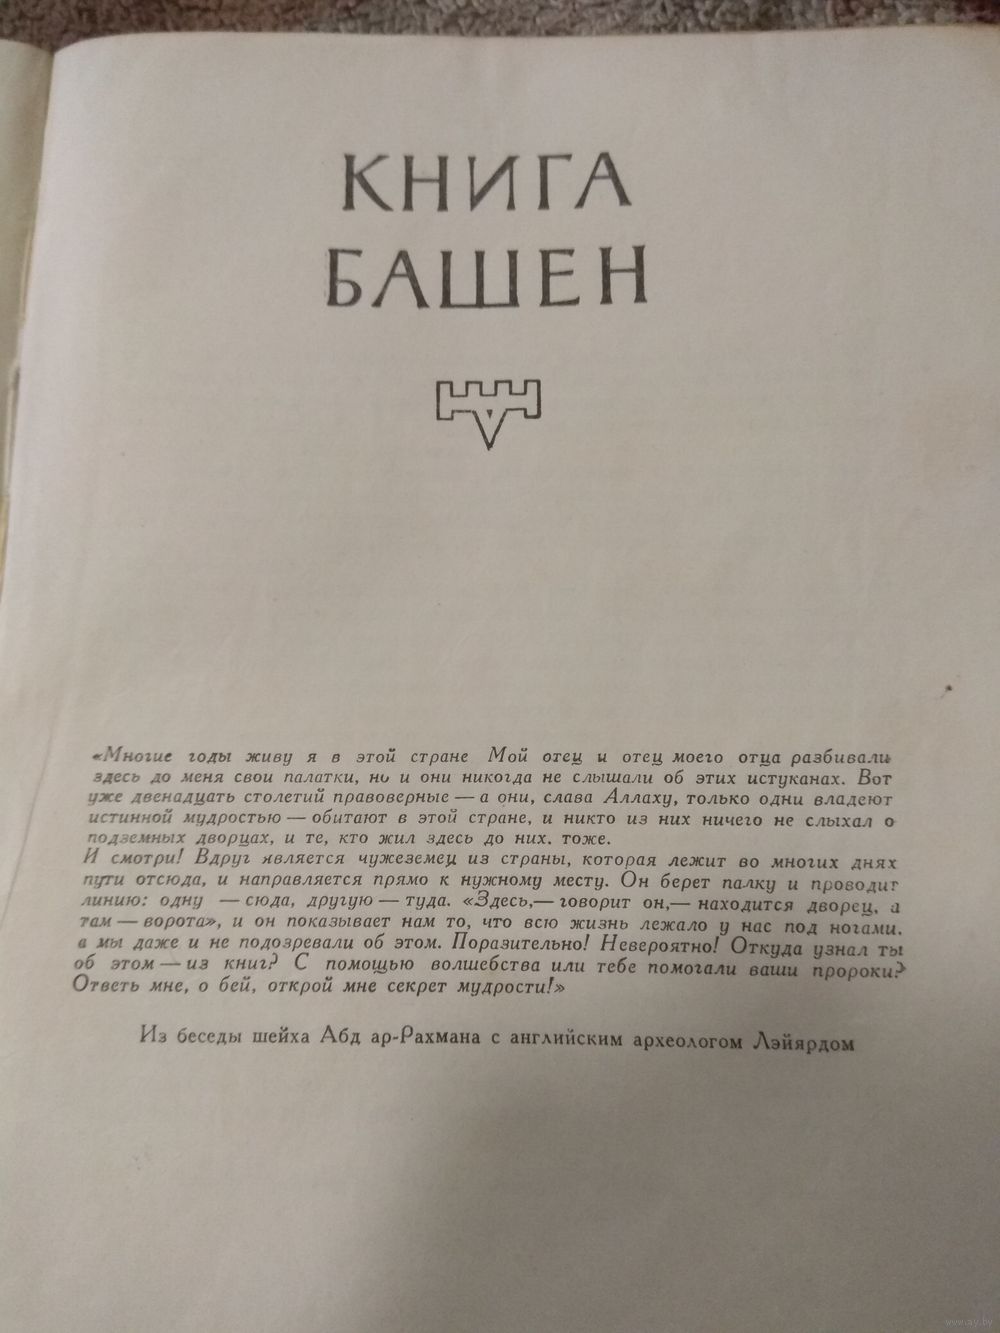 КНИГА
БАШЕН
«Многие годы живу я в этой стране Мой отец и отец моего отца разбивали
здесь до меня свои палатки, но и они никогда не слышали об этих истуканах. Вот
уже двенадцать столетий правоверные — а они, слава Аллаху, только одни владеют
истинной мудростью — обитают в этой стране, и никто из них ничего не слыхал о
подземных дворцах, и те, кто жил здесь до них. тоже.
И смотри! Вдруг является чужеземец из страны, которая лежит во многих днях
пути отсюда, и направляется прямо к нужному месту. Он берет палку и проводит
линию: одну — сюда, другую — туда. «Здесь,— говорит он,— находится дворец, а
там — ворота», и он показывает нам то, что всю жизнь лежало у нас под ногами.
а мы даже и не подозревали об этом. Поразительно! Невероятно! Откуда узнал ты
об этом — из книг? С помощью волшебства или тебе помогали ваши пророки?
Ответь мне, о бей, открой мне секрет мудрости!»
Из беседы шейха Абд ар-Рахмана с английским археологом Лэйярдом
www.ay.by